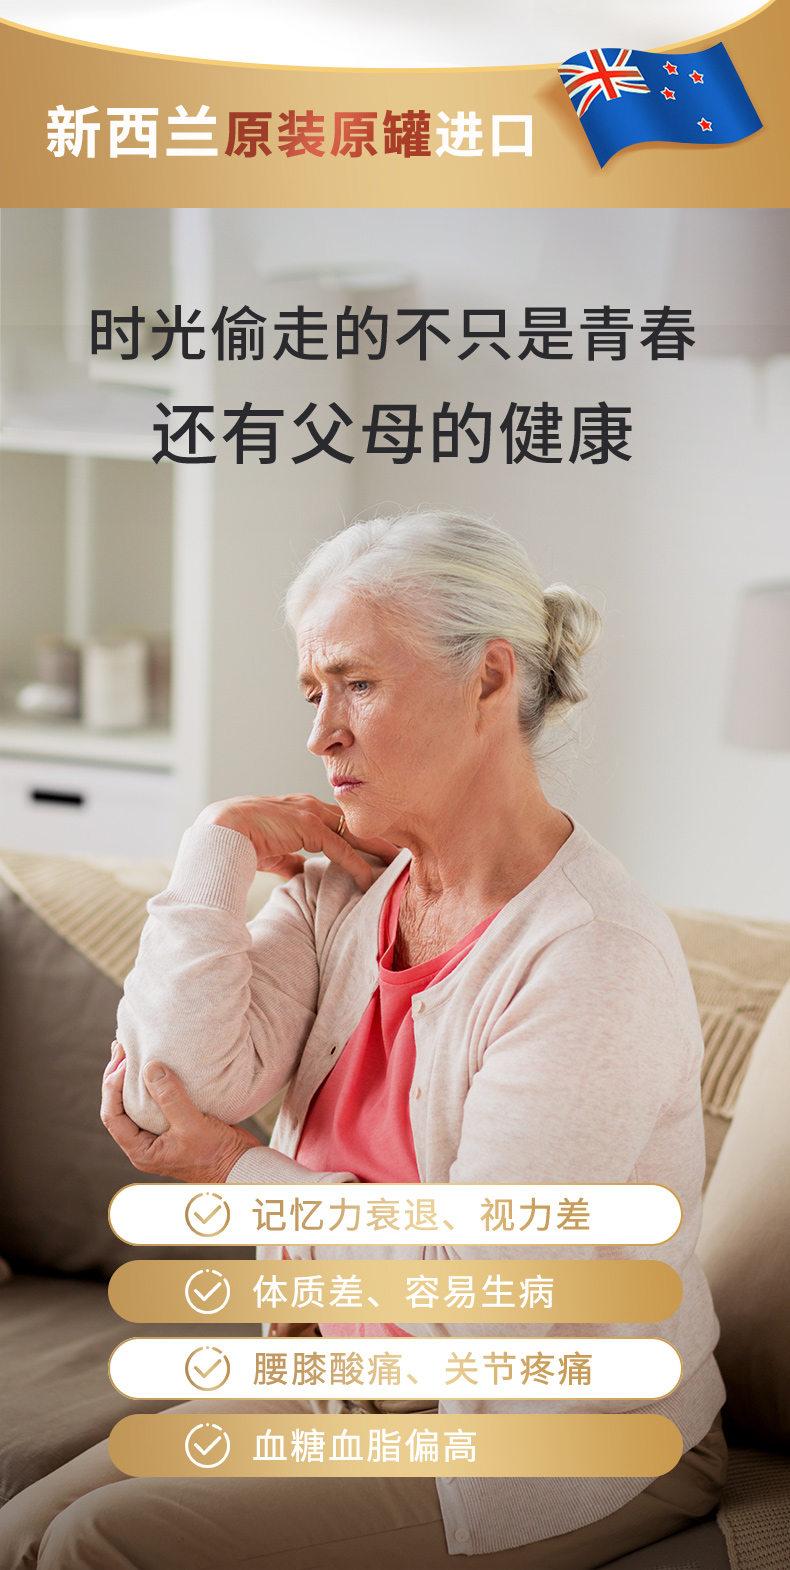 新西兰原装原罐进口
时光偷走的不只是青春
还有父母的健康
记忆力衰退、视力差
体质差、容易生病
腰膝酸痛、关节疼痛
血糖血脂偏高